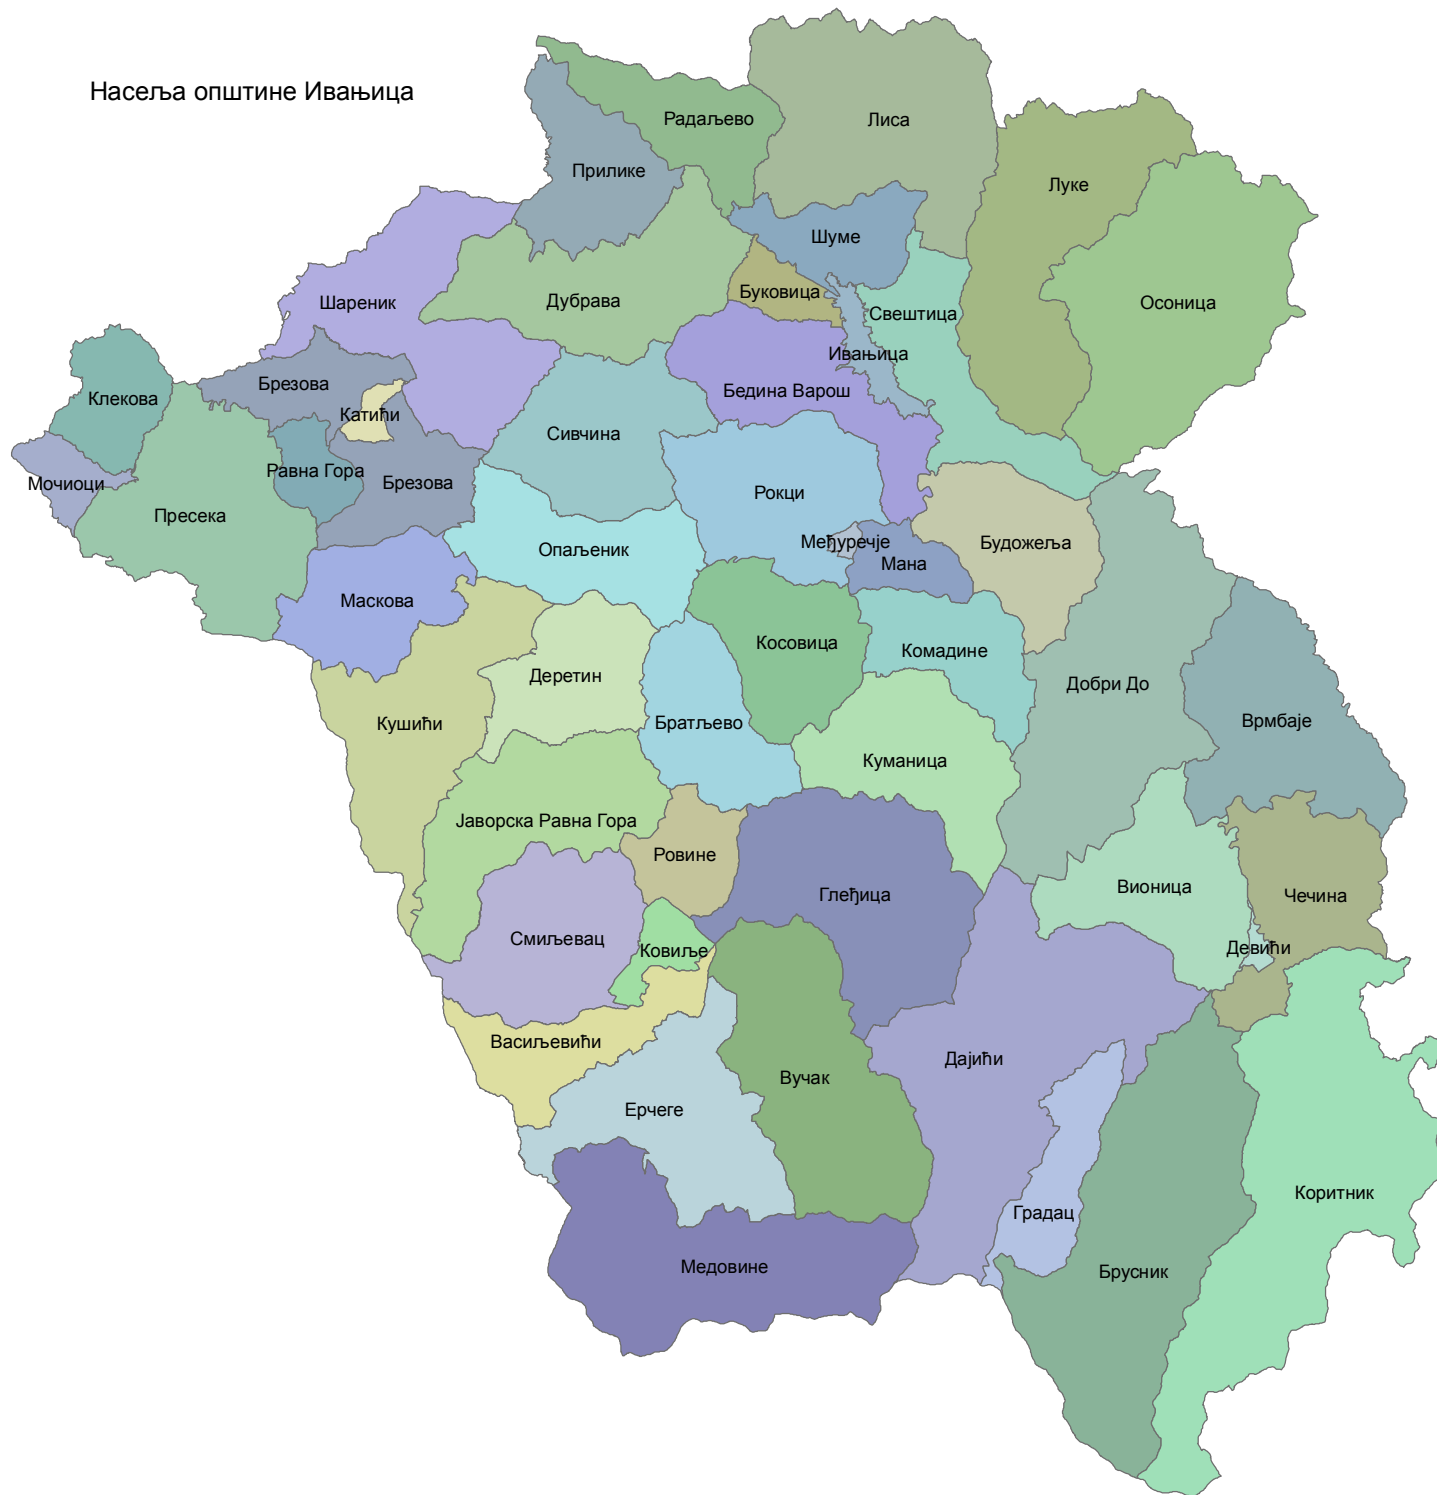 Насеља општине Ивањица
Радаљево
Лиса
Прилике
Луке
Шуме
Шареник
Дубрава
Буковица
Свештица
Осоница
Ивањица
Клекова
Брезова
Бедина Варош
Катићи
Сивчина
Равна Гора
Мочиоци
Брезова
Рокци
Пресека
Међуречје
Опаљеник
Будожеља
Мана
Маскова
Косовица
Комадине
Деретин
Добри До
Кушићи
Братљево
Врмбаје
Куманица
Јаворска Равна Гора
Ровине
Глеђица
Вионица
Чечина
Смиљевац
Ковиље
Девићи
Васиљевићи
Дајићи
Вучак
Ерчеге
Коритник
Градац
Медовине
Брусник